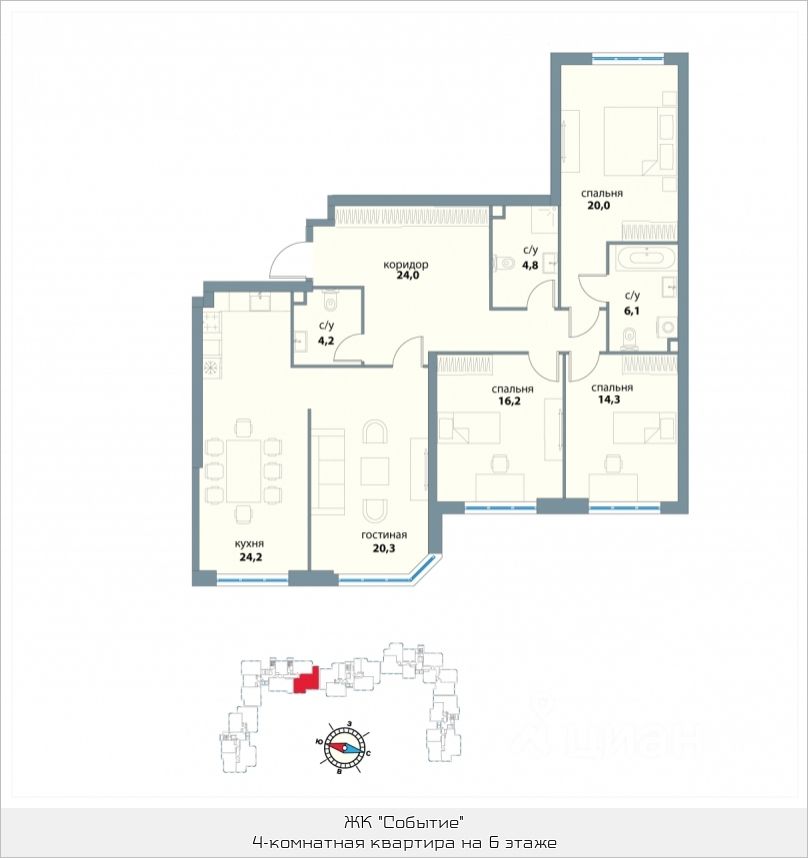 спальня
20,0
с/у
4,8
коридор
24,0
с/у
6,1
с/у
4,2
спальня
16,2
спальня
14,3
гостиная
20,3
кухня
24,2
З
Ю
С
В
циан
ЖК "Событие"
4-комнатная квартира на 6 этаже